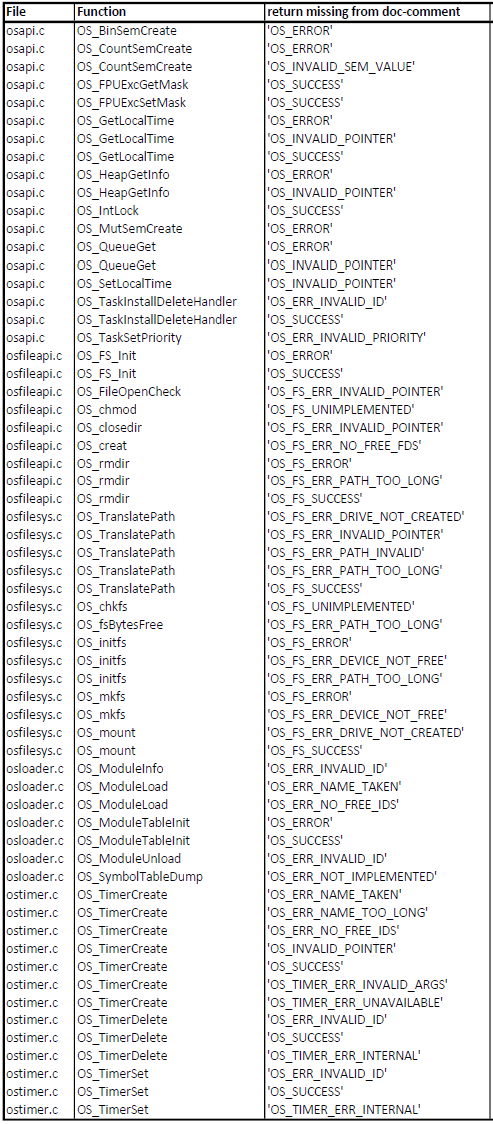 File Function return missing from doc-comment
osapi.c OS_BinSemCreate 'OS_ERROR'
osapi.c OS_CountSemCreate 'OS_ERROR'
osapi.c OS_CountSemCreate 'OS_INVALID_SEM_VALUE'
osapi.c OS_FPUExcGetMask 'OS_SUCCESS'
osapi.c OS_FPUExcSetMask 'OS_SUCCESS'
osapi.c OS_GetLocalTime 'OS_ERROR'
osapi.c OS_GetLocalTime 'OS_INVALID_POINTER'
osapi.c OS_GetLocalTime 'OS_SUCCESS'
osapi.c OS_HeapGetInfo 'OS_ERROR'
osapi.c OS_HeapGetInfo 'OS_INVALID_POINTER'
osapi.c OS_IntLock 'OS_SUCCESS'
osapi.c OS_MutSemCreate 'OS_ERROR'
osapi.c OS_QueueGet 'OS_ERROR'
osapi.c OS_QueueGet 'OS_INVALID_POINTER'
osapi.c OS_SetLocalTime 'OS_INVALID_POINTER'
osapi.c OS_TaskInstallDeleteHandler 'OS_ERR_INVALID_ID'
osapi.c OS_TaskInstallDeleteHandler 'OS_SUCCESS'
osapi.c OS_TaskSetPriority 'OS_ERR_INVALID_PRIORITY'
osfileapi.c OS_FS_Init 'OS_ERROR'
osfileapi.c OS_FS_Init 'OS_SUCCESS'
osfileapi.c OS_FileOpenCheck 'OS_FS_ERR_INVALID_POINTER'
osfileapi.c OS_chmod 'OS_FS_UNIMPLEMENTED'
osfileapi.c OS_closedir 'OS_FS_ERR_INVALID_POINTER'
osfileapi.c OS_creat 'OS_FS_ERR_NO_FREE_FDS'
osfileapi.c OS_rmdir 'OS_FS_ERROR'
osfileapi.c OS_rmdir 'OS_FS_ERR_PATH_TOO_LONG'
osfileapi.c OS_rmdir 'OS_FS_SUCCESS'
osfilesys.c OS_TranslatePath 'OS_FS_ERR_DRIVE_NOT_CREATED'
osfilesys.c OS_TranslatePath 'OS_FS_ERR_INVALID_POINTER'
osfilesys.c OS_TranslatePath 'OS_FS_ERR_PATH_INVALID'
osfilesys.c OS_TranslatePath 'OS_FS_ERR_PATH_TOO_LONG'
osfilesys.c OS_TranslatePath 'OS_FS_SUCCESS'
osfilesys.c OS_chkfs 'OS_FS_UNIMPLEMENTED'
osfilesys.c OS_fsBytesFree 'OS_FS_ERR_PATH_TOO_LONG'
osfilesys.c OS_initfs 'OS_FS_ERROR'
osfilesys.c OS_initfs 'OS_FS_ERR_DEVICE_NOT_FREE'
osfilesys.c OS_initfs 'OS_FS_ERR_PATH_TOO_LONG'
osfilesys.c OS_mkfs 'OS_FS_ERROR'
osfilesys.c OS_mkfs 'OS_FS_ERR_DEVICE_NOT_FREE'
osfilesys.c OS_mount 'OS_FS_ERR_DRIVE_NOT_CREATED'
osfilesys.c OS_mount 'OS_FS_SUCCESS'
osloader.c OS_ModuleInfo 'OS_ERR_INVALID_ID'
osloader.c OS_ModuleLoad 'OS_ERR_NAME_TAKEN'
osloader.c OS_ModuleLoad 'OS_ERR_NO_FREE_IDS'
osloader.c OS_ModuleTableInit 'OS_ERROR'
osloader.c OS_ModuleTableInit 'OS_SUCCESS'
osloader.c OS_ModuleUnload 'OS_ERR_INVALID_ID'
osloader.c OS_SymbolTableDump 'OS_ERR_NOT_IMPLEMENTED'
ostimer.c OS_TimerCreate 'OS_ERR_NAME_TAKEN'
ostimer.c OS_TimerCreate 'OS_ERR_NAME_TOO_LONG'
ostimer.c OS_TimerCreate 'OS_ERR_NO_FREE_IDS'
ostimer.c OS_TimerCreate 'OS_INVALID_POINTER'
ostimer.c OS_TimerCreate 'OS_SUCCESS'
ostimer.c OS_TimerCreate 'OS_TIMER_ERR_INVALID_ARGS'
ostimer.c OS_TimerCreate 'OS_TIMER_ERR_UNAVAILABLE'
ostimer.c OS_TimerDelete 'OS_ERR_INVALID_ID'
ostimer.c OS_TimerDelete 'OS_SUCCESS'
ostimer.c OS_TimerDelete 'OS_TIMER_ERR_INTERNAL'
ostimer.c OS_TimerSet 'OS_ERR_INVALID_ID'
ostimer.c OS_TimerSet 'OS_SUCCESS'
ostimer.c OS_TimerSet 'OS_TIMER_ERR_INTERNAL'